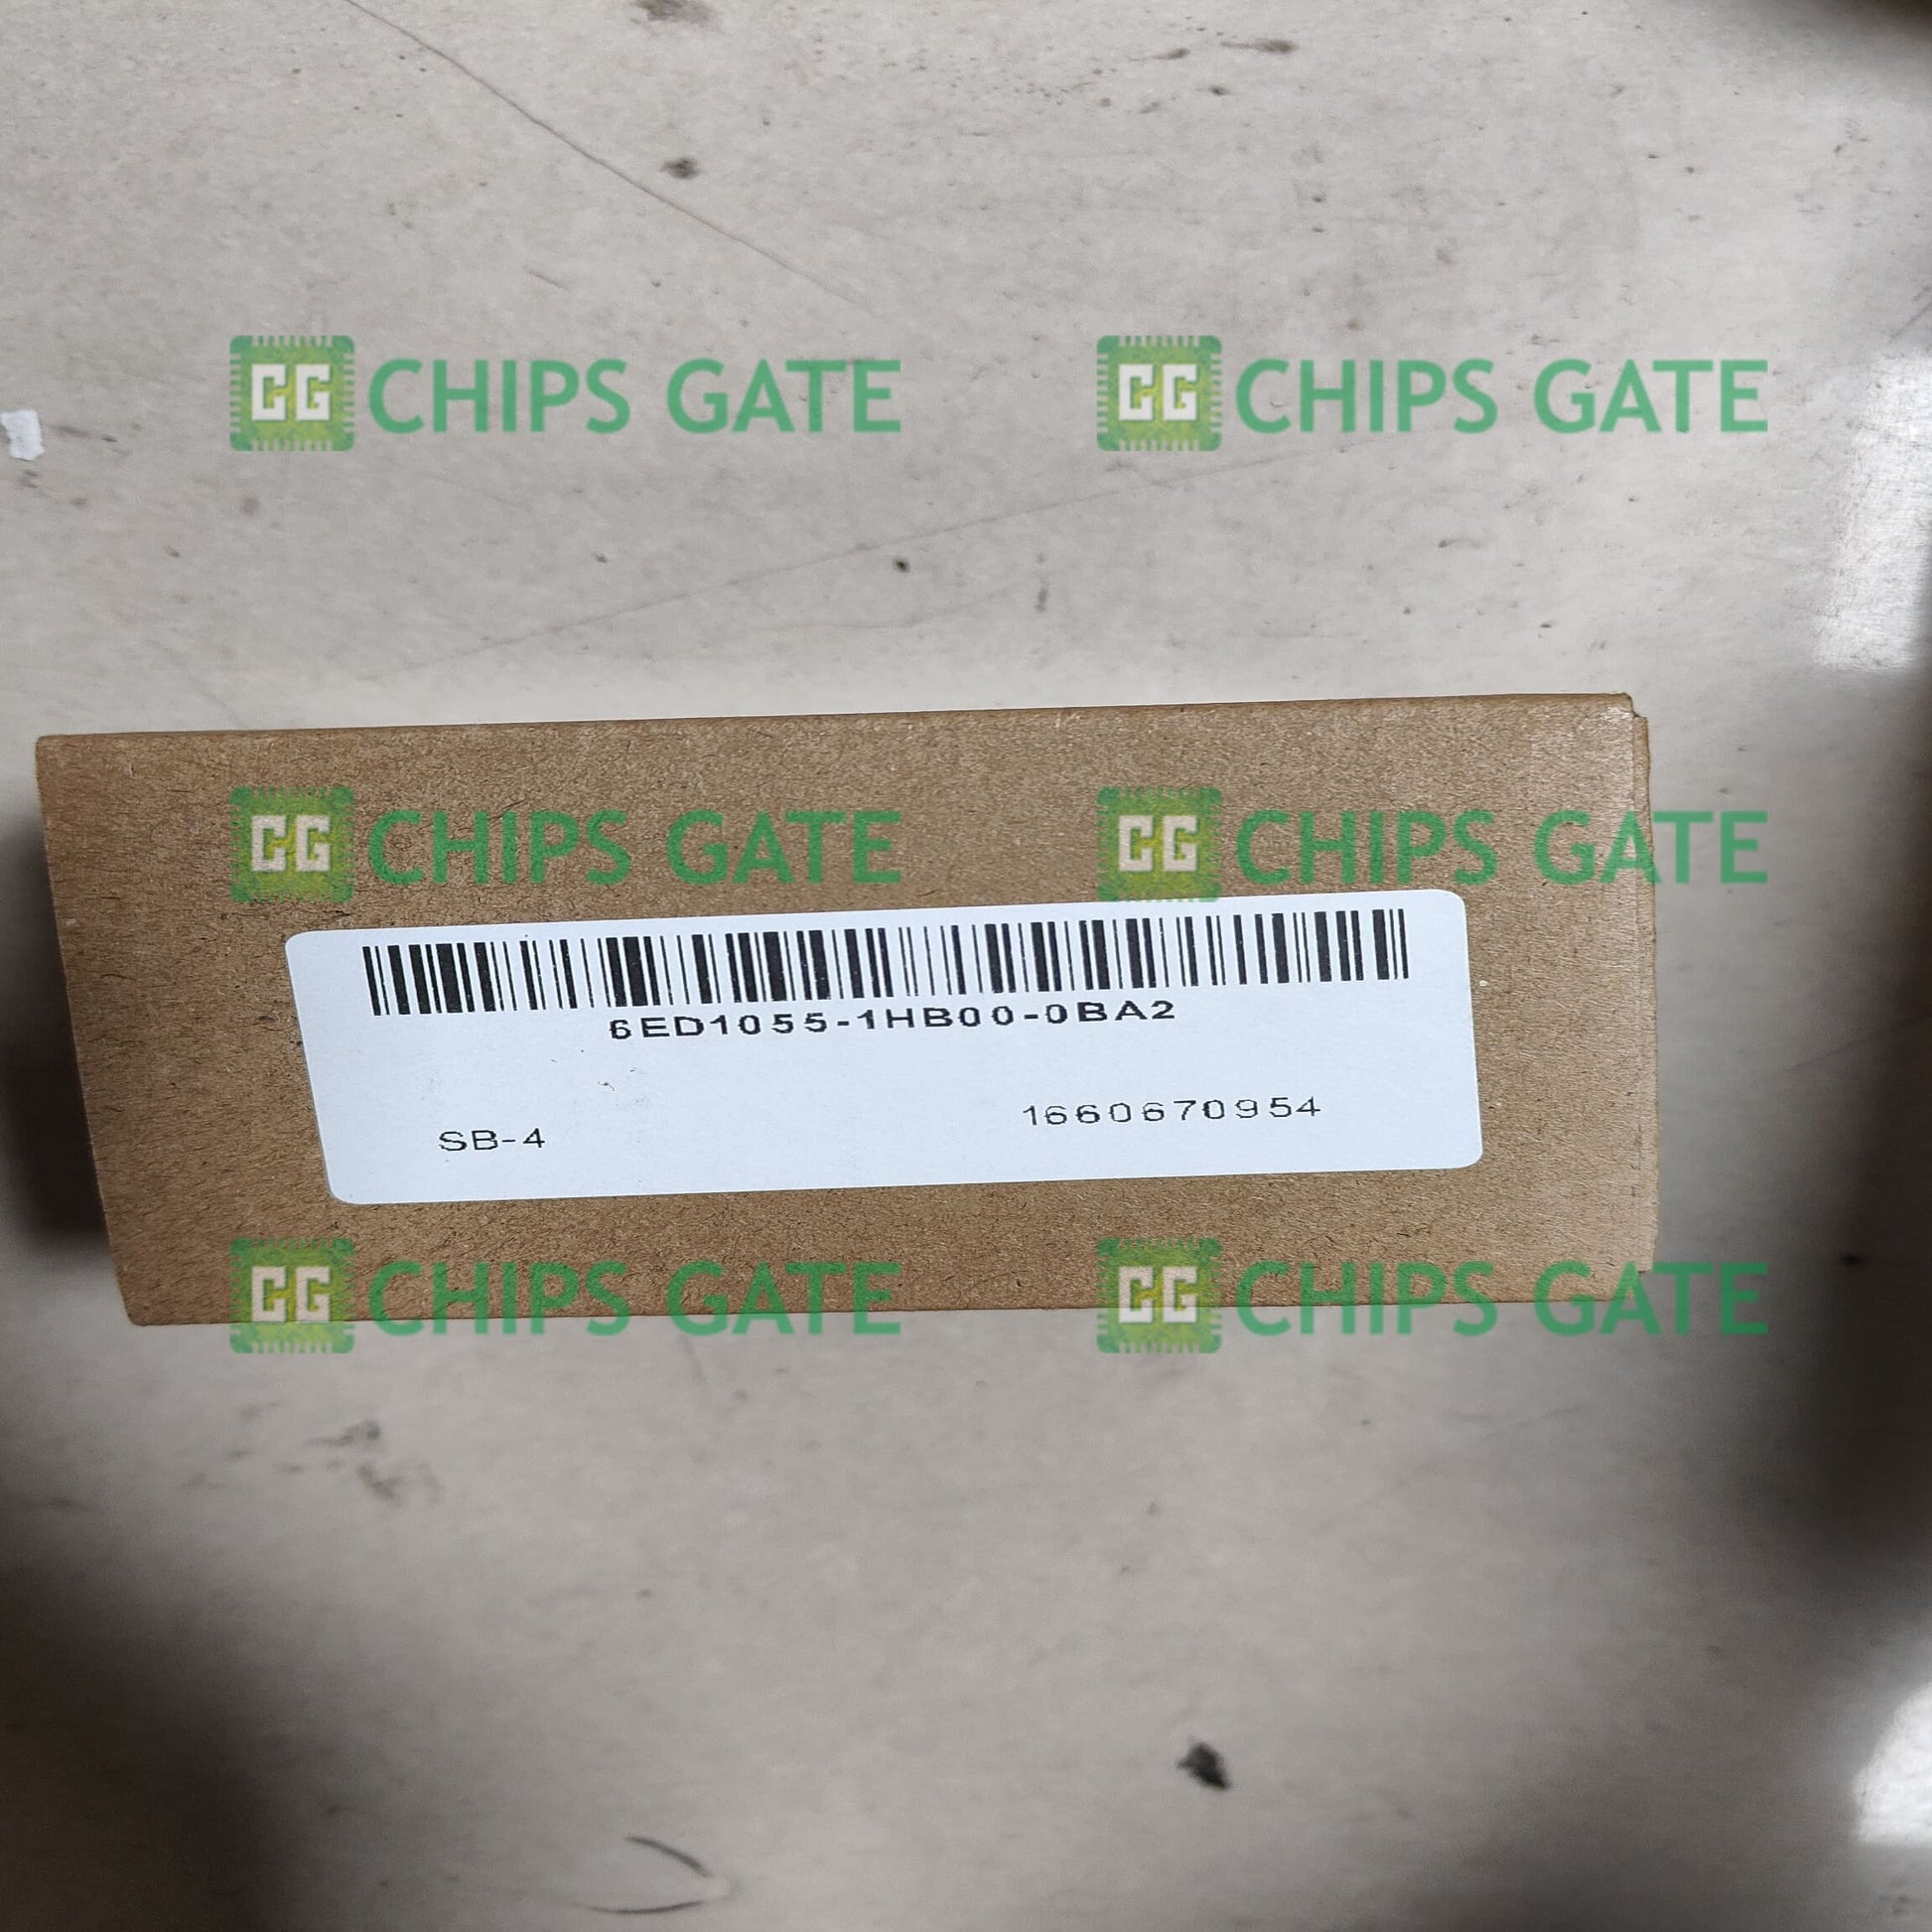 CG CHIPS GATE CG CHIPS GATE
CG CHIPS GATE CG CHIPS GATE
6ED1055-1HB00-0BA2
1660670954
SB-4
CG CHIPS GATE CG CHIPS GATE